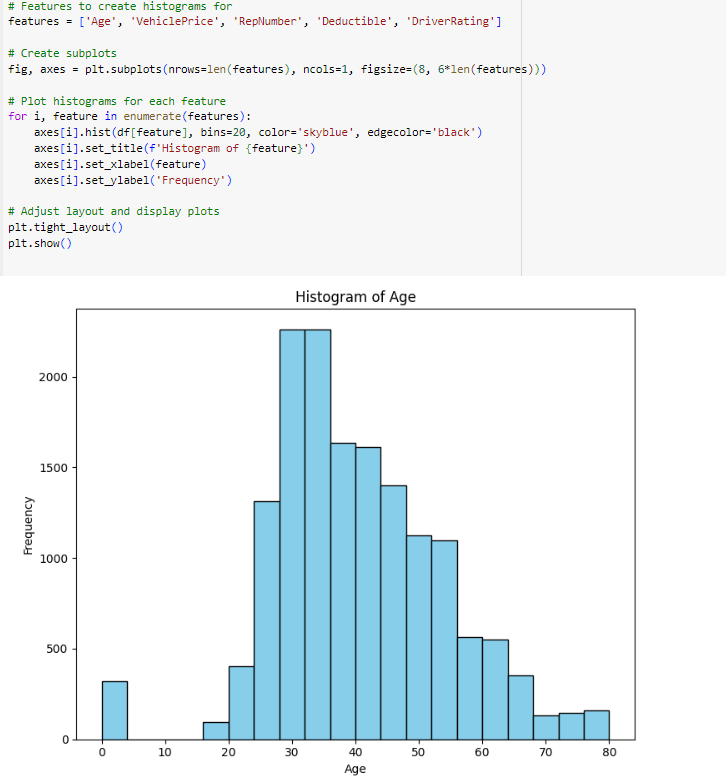 # Features to create histograms for
features = ['Age', 'VehiclePrice', 'RepNumber', 'Deductible', 'DriverRating']
# Create subplots
fig, axes = plt.subplots(nrows=len(features), ncols=1, figsize=(8, 6*len(features)))
# Plot histograms for each feature
for i, feature in enumerate(features):
    axes[i].hist(df[feature], bins=20, color='skyblue', edgecolor='black')
    axes[i].set_title(f'Histogram of {feature}')
    axes[i].set_xlabel(feature)
    axes[i].set_ylabel('Frequency')
# Adjust layout and display plots
plt.tight_layout()
plt.show()
Histogram of Age
2000
1500
1000
500
0
Frequency
0 10 20 30 40 50 60 70 80
Age